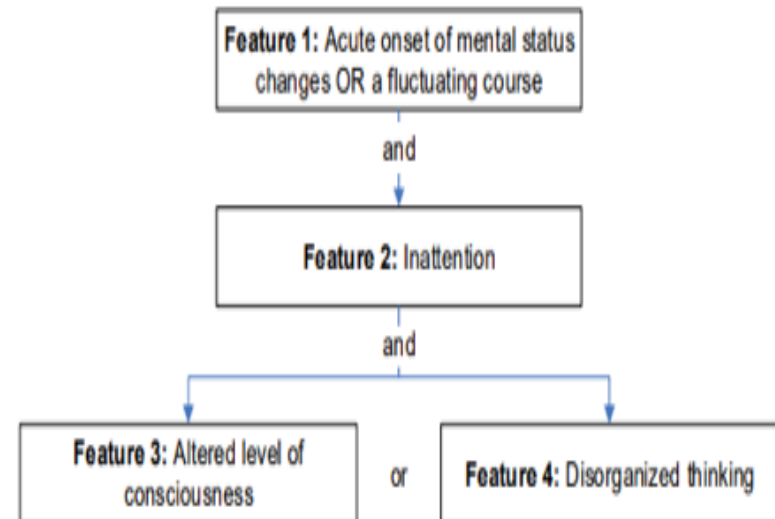 Feature 1: Acute onset of mental status
changes OR a fluctuating course
and
Feature 2: Inattention
and
Feature 3: Altered level of
consciousness
or
Feature 4: Disorganized thinking